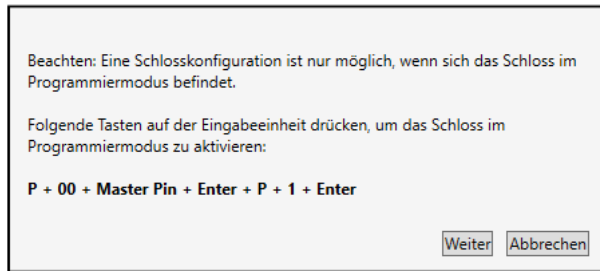 Beachten: Eine Schlosskonfiguration ist nur möglich, wenn sich das Schloss im
Programmiermodus befindet.
Folgende Tasten auf der Eingabeeinheit drücken, um das Schloss im
Programmiermodus zu aktivieren:
P + 00 + Master Pin + Enter + P + 1 + Enter
Weiter Abbrechen